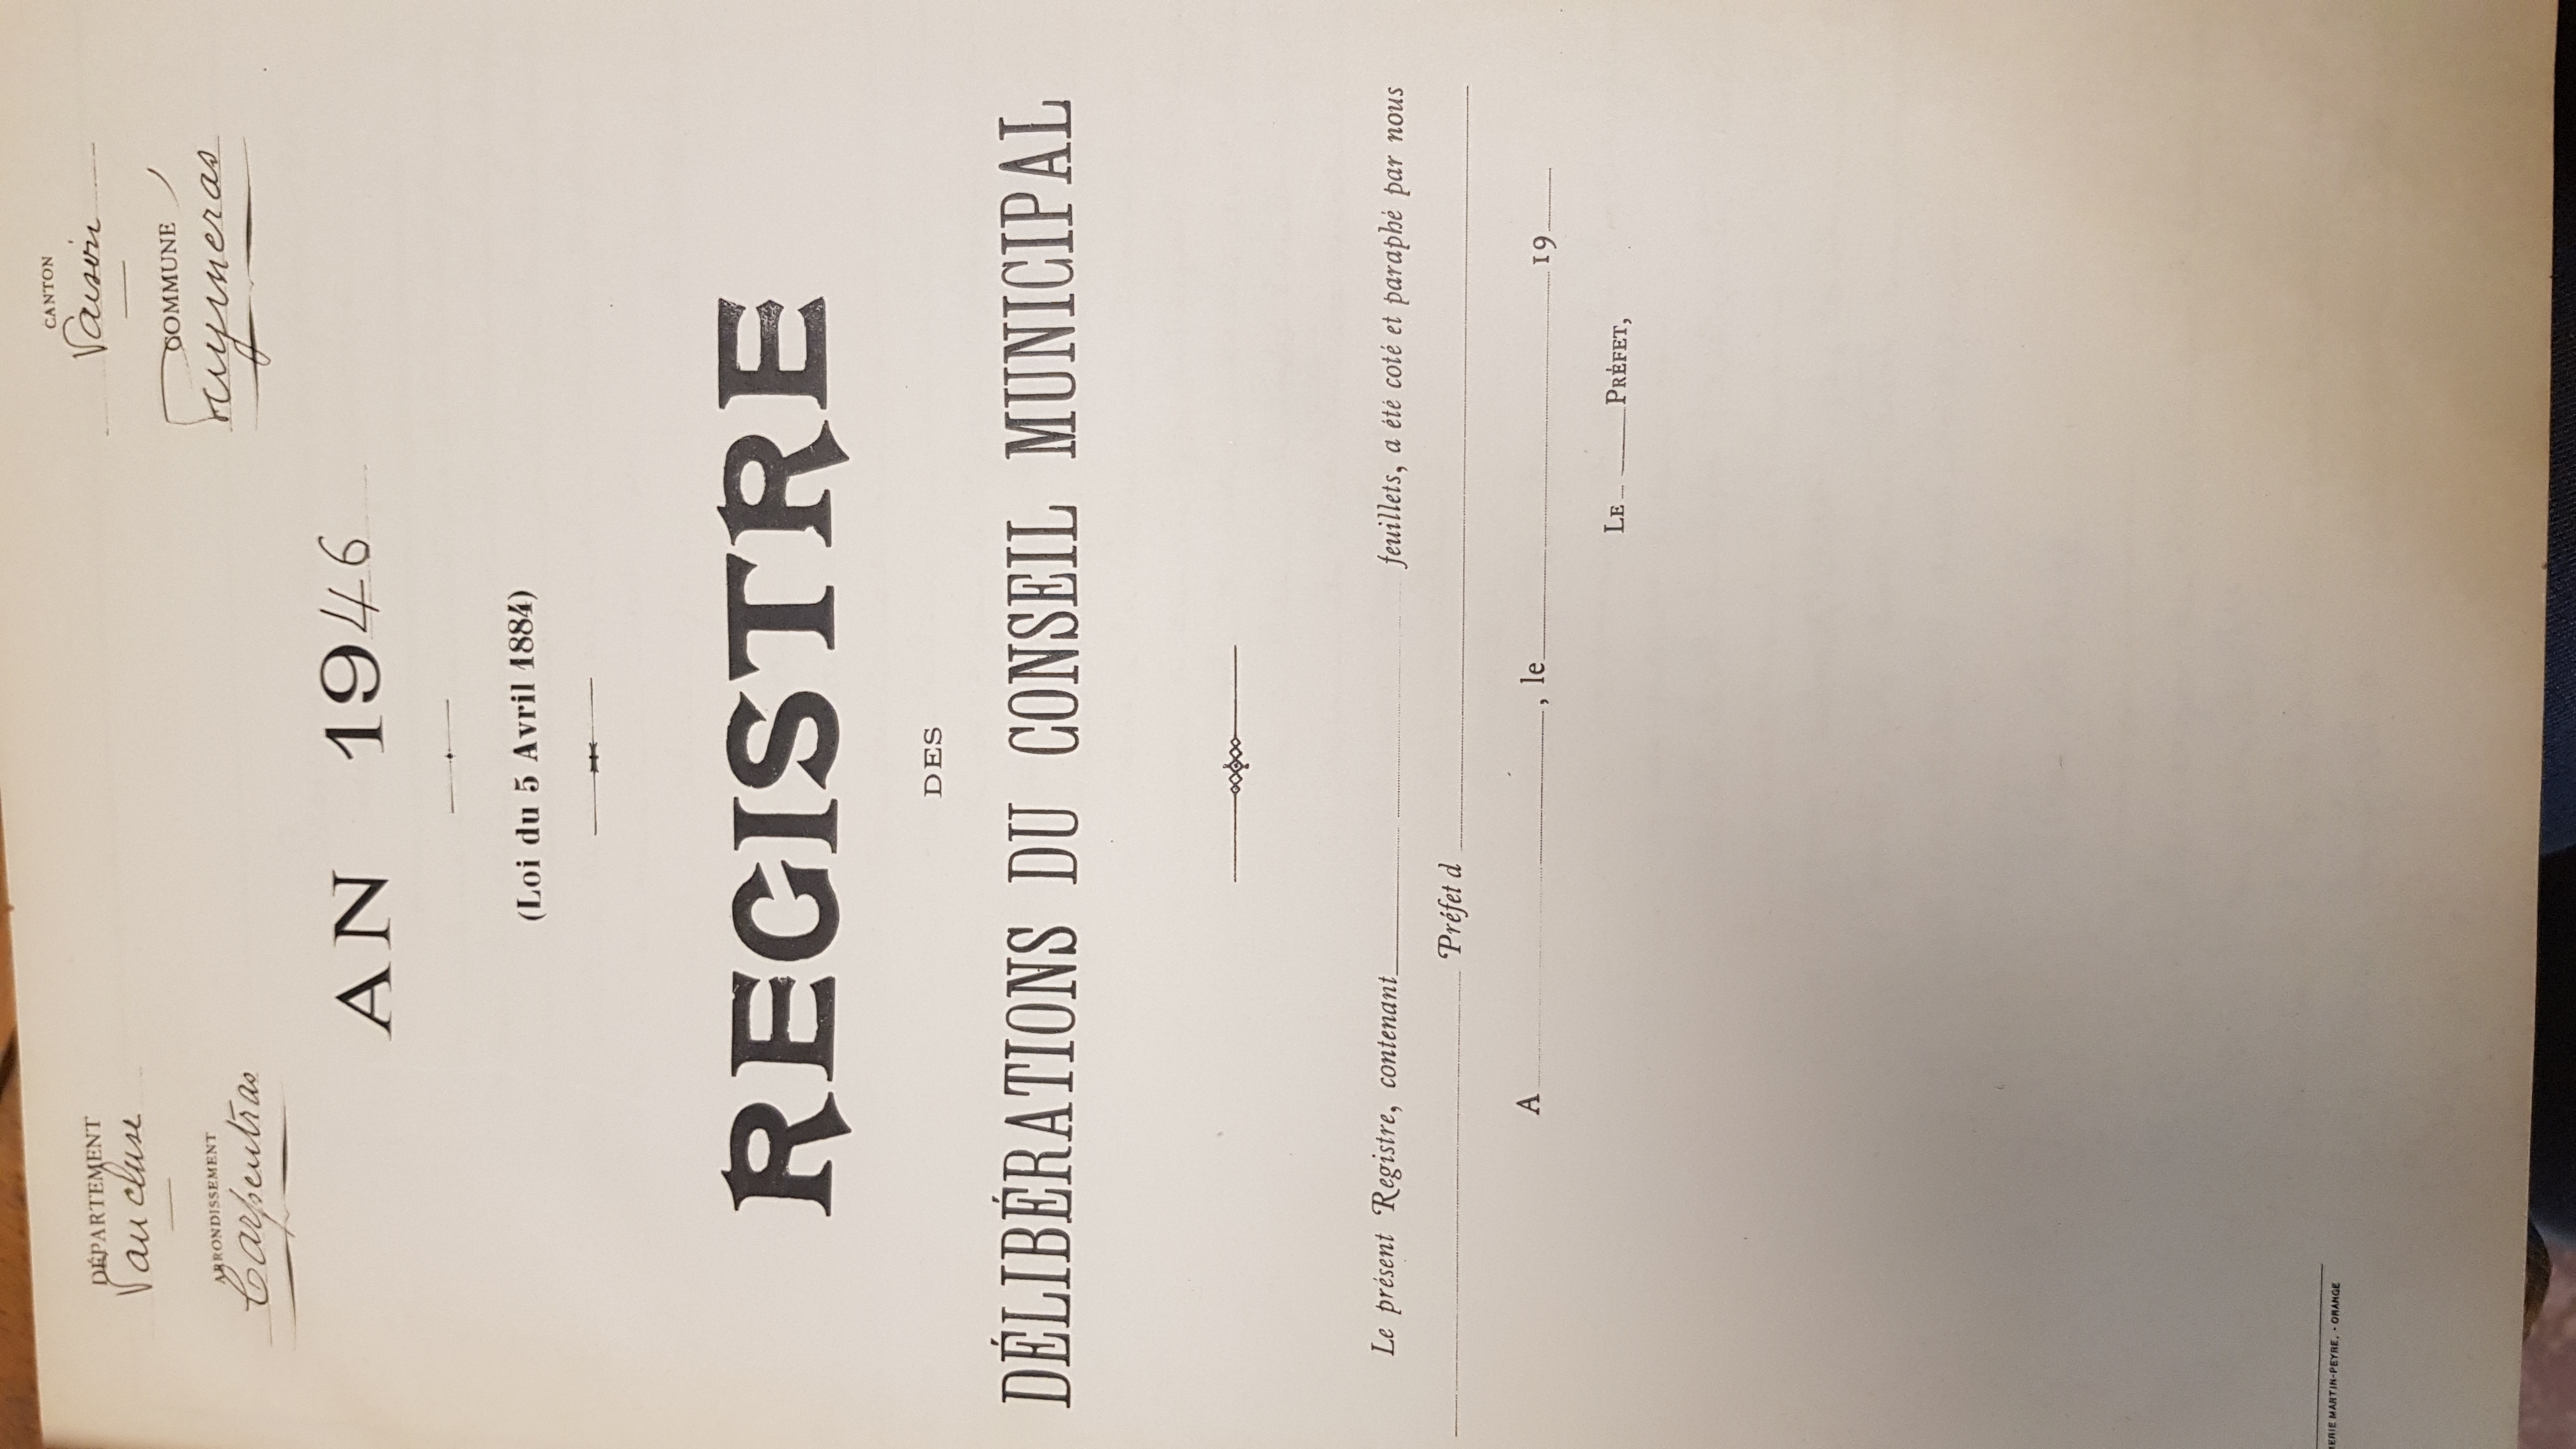 DÉPARTEMENT
Vaucluse
ARRONDISSEMENT
Carpentras
CANTON
Vaison
COMMUNE
Puyméras
AN 1946
(Loi du 5 Avril 1884)
REGISTRE
DES
DÉLIBÉRATIONS DU CONSEIL MUNICIPAL
Le présent Registre, contenant feuillets, a été coté et paraphé par nous
Préfet d
A , le 19
LE PRÉFET,
MARTIN-PEYRE. - ORANGE